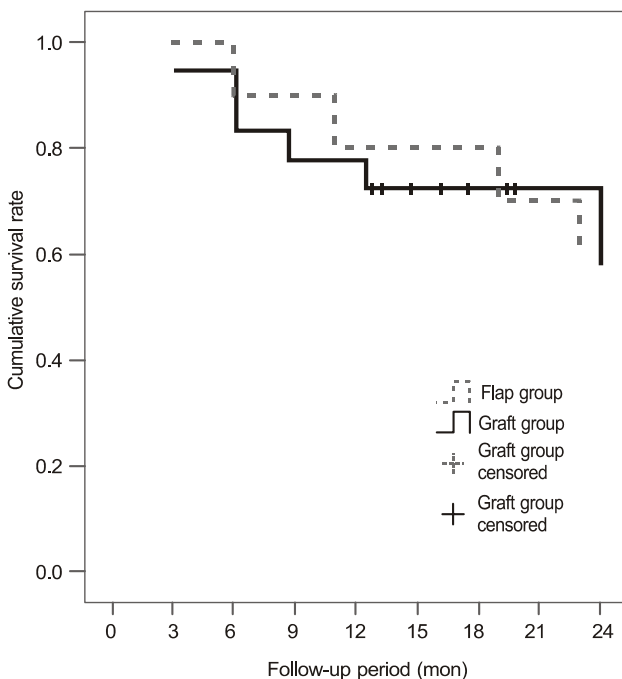 1.0
0.8
0.6
0.4
0.2
0.0
Cumulative survival rate
Flap group
Graft group
Graft group
censored
Graft group
censored
0 3 6 9 12 15 18 21 24
Follow-up period (mon)